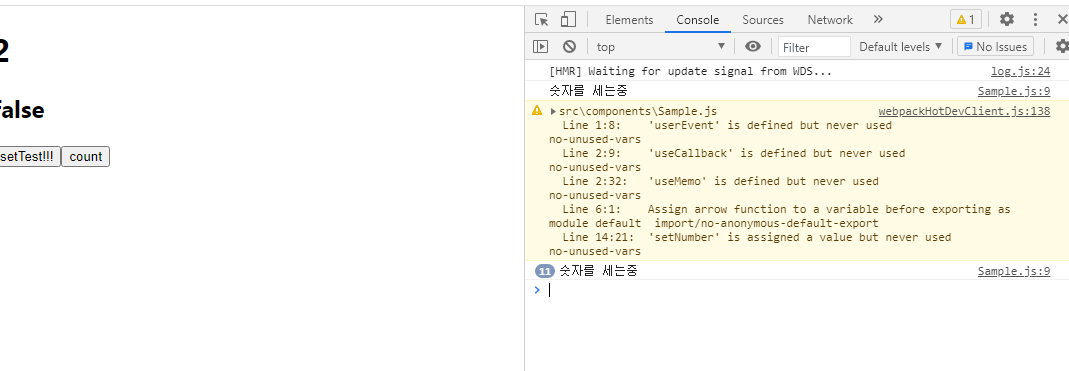 2
false
setTest!!! count
Elements Console Sources Network 1
top Filter Default levels No Issues
[HMR] Waiting for update signal from WDS... log.js:24
숫자를 세는중 Sample.js:9
src\components\Sample.js webpackHotDevClient.js:138
Line 1:8: 'userEvent' is defined but never used
no-unused-vars
Line 2:9: 'useCallback' is defined but never used
no-unused-vars
Line 2:32: 'useMemo' is defined but never used
no-unused-vars
Line 6:1: Assign arrow function to a variable before exporting as
module default import/no-anonymous-default-export
Line 14:21: 'setNumber' is assigned a value but never used
no-unused-vars
11 숫자를 세는중 Sample.js:9